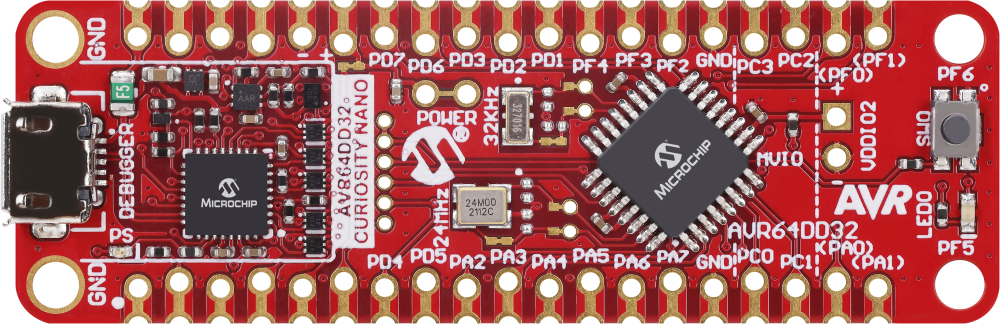 GND
- +
PD7
PD6
PD3
PD2
PD1
PF4
PF3
PF2
GND
PC3
PC2
(PF0)
(PF1)
PF6
F5
AAR
DEBUGGER
PS
MICROCHIP
AVR64DD32
CURIOSITY NANO
POWER
32KHz
24MHz
24M00
2112C
MICROCHIP
MVIO
+
VDDIO2
-
SW0
AVR
LED0
PF5
AVR64DD32
GND
PD4
PD5
PA2
PA3
PA4
PA5
PA6
PA7
GND
PC0
PC1
(PA0)
(PA1)